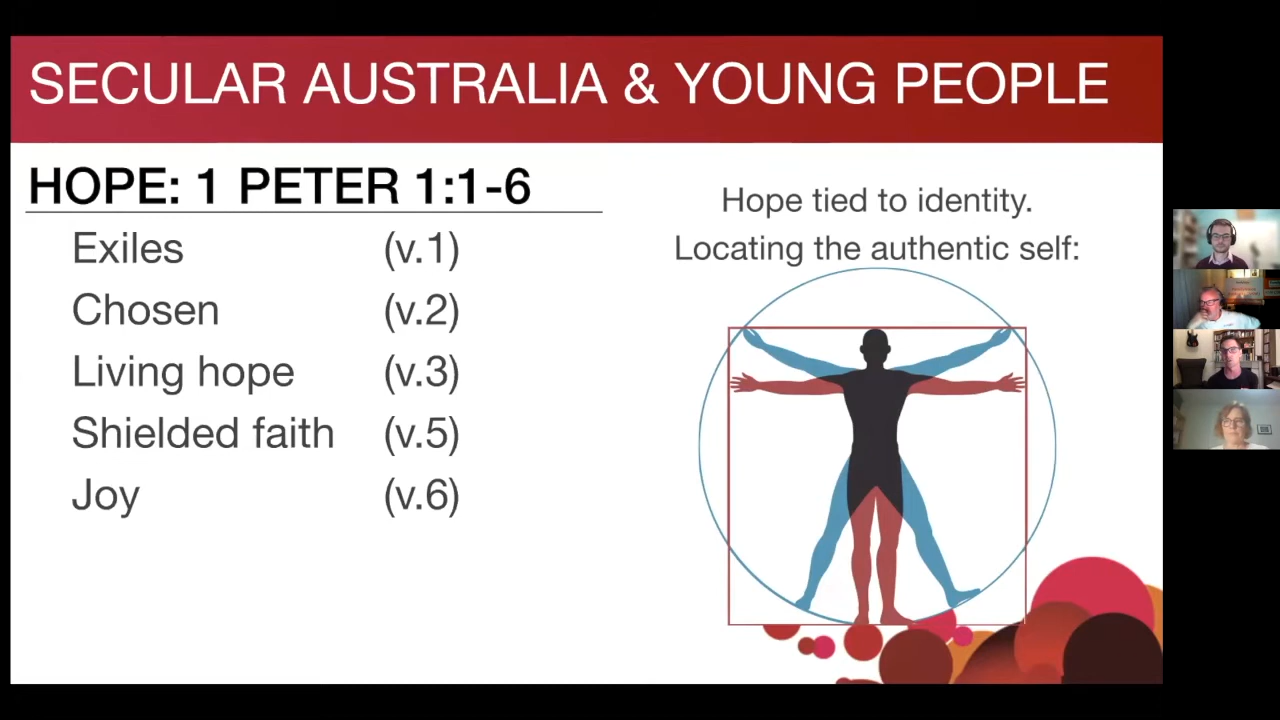 SECULAR AUSTRALIA & YOUNG PEOPLE
HOPE: 1 PETER 1:1-6
Exiles (v.1)
Chosen (v.2)
Living hope (v.3)
Shielded faith (v.5)
Joy (v.6)
Hope tied to identity.
Locating the authentic self: